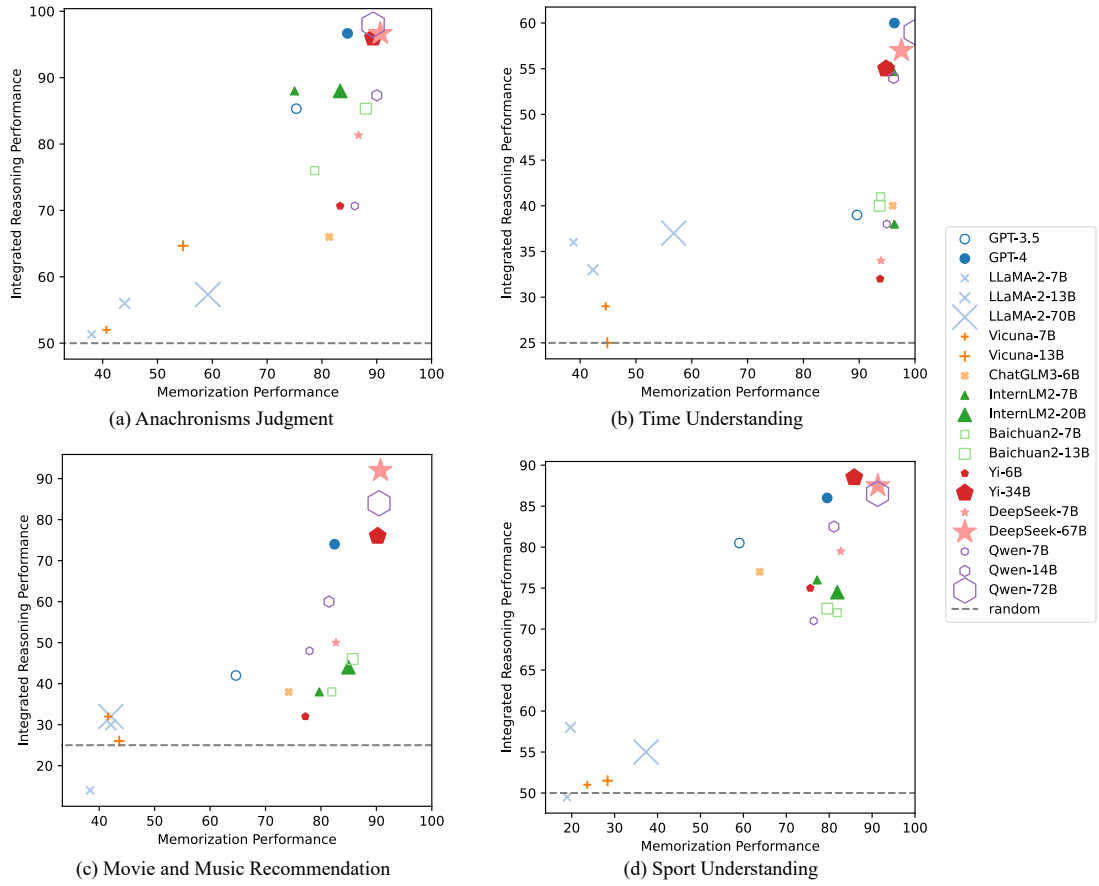 100
90
80
70
60
50
40 50 60 70 80 90 100
Integrated Reasoning Performance
Memorization Performance
(a) Anachronisms Judgment
60
55
50
45
40
35
30
25
40 50 60 70 80 90 100
Integrated Reasoning Performance
Memorization Performance
(b) Time Understanding
GPT-3.5
GPT-4
LLaMA-2-7B
LLaMA-2-13B
LLaMA-2-70B
Vicuna-7B
Vicuna-13B
ChatGLM3-6B
InternLM2-7B
InternLM2-20B
Baichuan2-7B
Baichuan2-13B
Yi-6B
Yi-34B
DeepSeek-7B
DeepSeek-67B
Qwen-7B
Qwen-14B
Qwen-72B
random
90
80
70
60
50
40
30
20
40 50 60 70 80 90 100
Integrated Reasoning Performance
Memorization Performance
(c) Movie and Music Recommendation
90
85
80
75
70
65
60
55
50
20 30 40 50 60 70 80 90 100
Integrated Reasoning Performance
Memorization Performance
(d) Sport Understanding